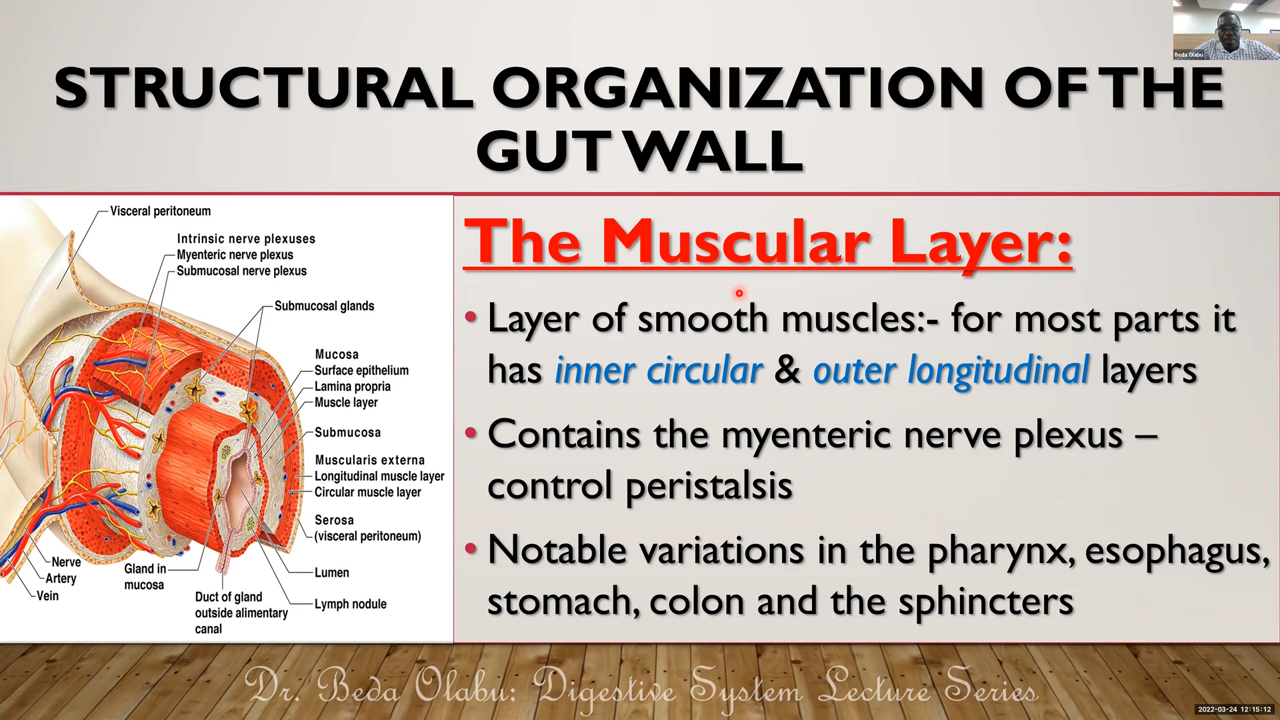 Beda Olabu
STRUCTURAL ORGANIZATION OF THE
GUT WALL
Visceral peritoneum
Intrinsic nerve plexuses
Myenteric nerve plexus
Submucosal nerve plexus
Submucosal glands
Mucosa
Surface epithelium
Lamina propria
Muscle layer
Submucosa
Muscularis externa
Longitudinal muscle layer
Circular muscle layer
Serosa
(visceral peritoneum)
Nerve
Artery
Vein
Gland in
mucosa
Duct of gland
outside alimentary
canal
Lumen
Lymph nodule
The Muscular Layer:
• Layer of smooth muscles:- for most parts it
has inner circular & outer longitudinal layers
• Contains the myenteric nerve plexus –
control peristalsis
• Notable variations in the pharynx, esophagus,
stomach, colon and the sphincters
Dr. Beda Olabu: Digestive System Lecture Series
2022-03-24 12:15:12